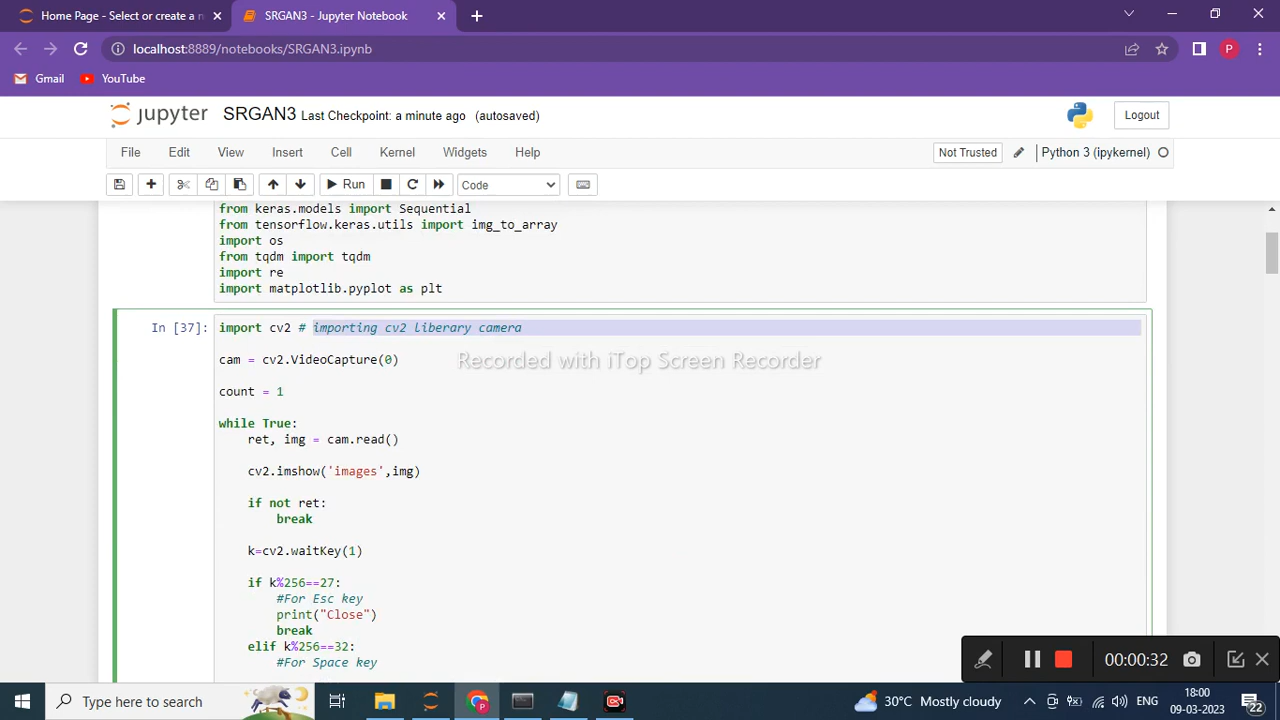 Home Page - Select or create a n
SRGAN3 - Jupyter Notebook
localhost:8889/notebooks/SRGAN3.ipynb
P
Gmail
YouTube
jupyter
SRGAN3 Last Checkpoint: a minute ago (autosaved)
Logout
File
Edit
View
Insert
Cell
Kernel
Widgets
Help
Not Trusted
Python 3 (ipykernel)
Run
Code
from keras.models import Sequential
from tensorflow.keras.utils import img_to_array
import os
from tqdm import tqdm
import re
import matplotlib.pyplot as plt
In [37]:
import cv2 # importing cv2 liberary camera
cam = cv2.VideoCapture(0)
Recorded with iTop Screen Recorder
count = 1
while True:
ret, img = cam.read()
cv2.imshow('images',img)
if not ret:
break
k=cv2.waitKey(1)
if k%256==27:
#For Esc key
print("Close")
break
elif k%256==32:
#For Space key
00:00:32
Type here to search
P
30°C Mostly cloudy
ENG
18:00
09-03-2023
22